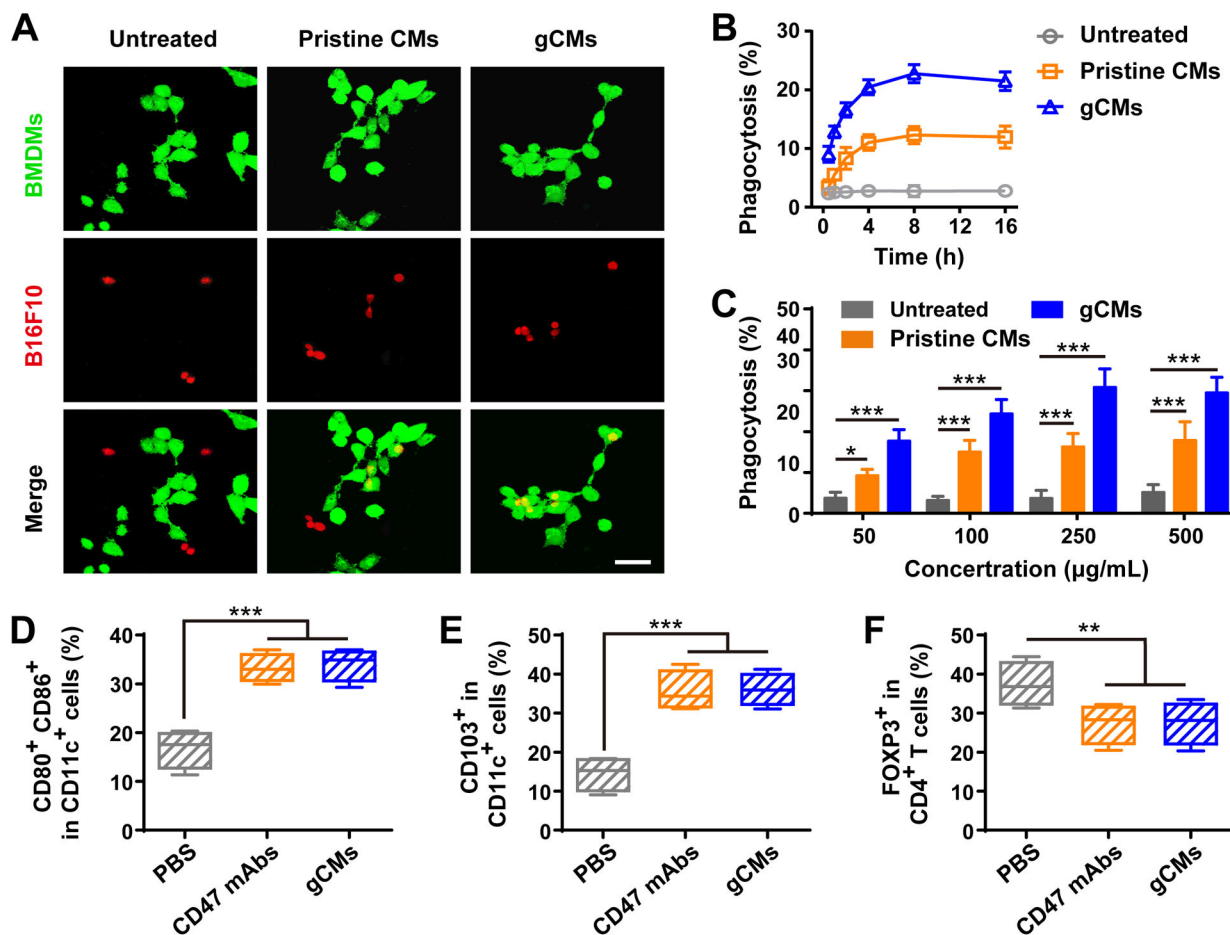 A
Untreated
Pristine CMs
gCMs
BMDMs
B16F10
Merge
B
Phagocytosis (%)
30
20
10
0
0
4
8
12
16
Time (h)
Untreated
Pristine CMs
gCMs
C
Phagocytosis (%)
50
40
30
40
30
20
10
0
Untreated
gCMs
Pristine CMs
*
***
***
***
***
***
***
***
50
100
250
500
Concertration (μg/mL)
D
CD80+ CD86+
in CD11c+ cells (%)
40
30
20
10
0
***
PBS
CD47 mAbs
gCMs
E
CD103+ in
CD11c+ cells (%)
50
40
30
20
10
0
***
PBS
CD47 mAbs
gCMs
F
FOXP3+ in
CD4+ T cells (%)
50
40
30
20
10
0
**
PBS
CD47 mAbs
gCMs